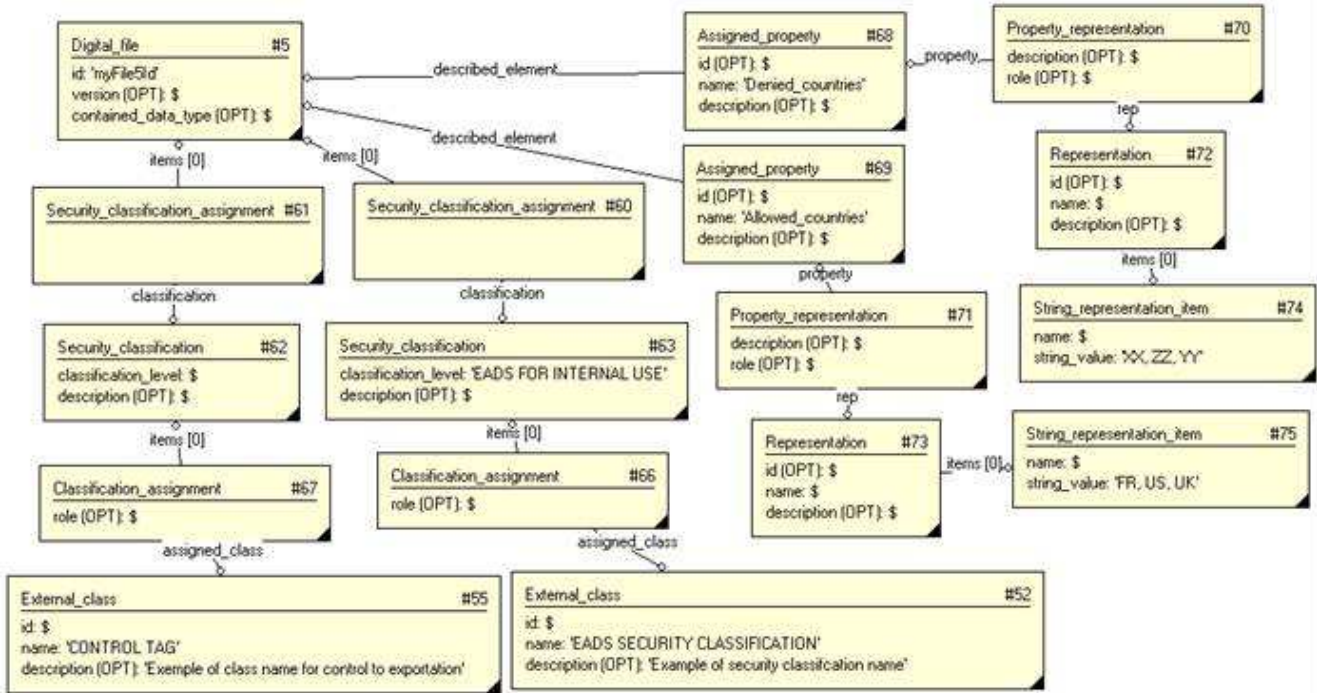 Digital_file #5
id: 'myFile5Id'
version (OPT): $
contained_data_type (OPT): $
described_element
described_element
items [0]
items [0]
Assigned_property #68
id (OPT): $
name: 'Denied_countries'
description (OPT): $
property
Property_representation #70
description (OPT): $
role (OPT): $
rep
Assigned_property #69
id (OPT): $
name: 'Allowed_countries'
description (OPT): $
property
Representation #72
id (OPT): $
name: $
description (OPT): $
items [0]
Security_classification_assignment #61
classification
Security_classification_assignment #60
classification
Property_representation #71
description (OPT): $
role (OPT): $
rep
String_representation_item #74
name: $
string_value: 'XX, ZZ, YY'
Security_classification #62
classification_level: $
description (OPT): $
items [0]
Security_classification #63
classification_level: 'EADS FOR INTERNAL USE'
description (OPT): $
items [0]
Representation #73
id (OPT): $
name: $
description (OPT): $
items [0]
String_representation_item #75
name: $
string_value: 'FR, US, UK'
Classification_assignment #67
role (OPT): $
assigned_class
Classification_assignment #66
role (OPT): $
assigned_class
External_class #55
id: $
name: 'CONTROL TAG'
description (OPT): 'Exemple of class name for control to exportation'
External_class #52
id: $
name: 'EADS SECURITY CLASSIFICATION'
description (OPT): 'Example of security classifcation name'